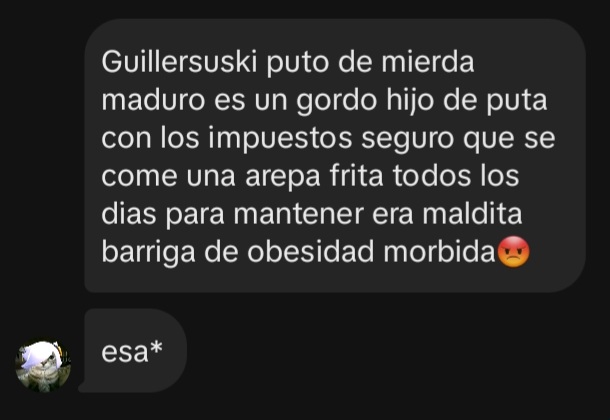 Guillersuski puto de mierda
maduro es un gordo hijo de puta
con los impuestos seguro que se
come una arepa frita todos los
dias para mantener era maldita
barriga de obesidad morbida😡
esa*